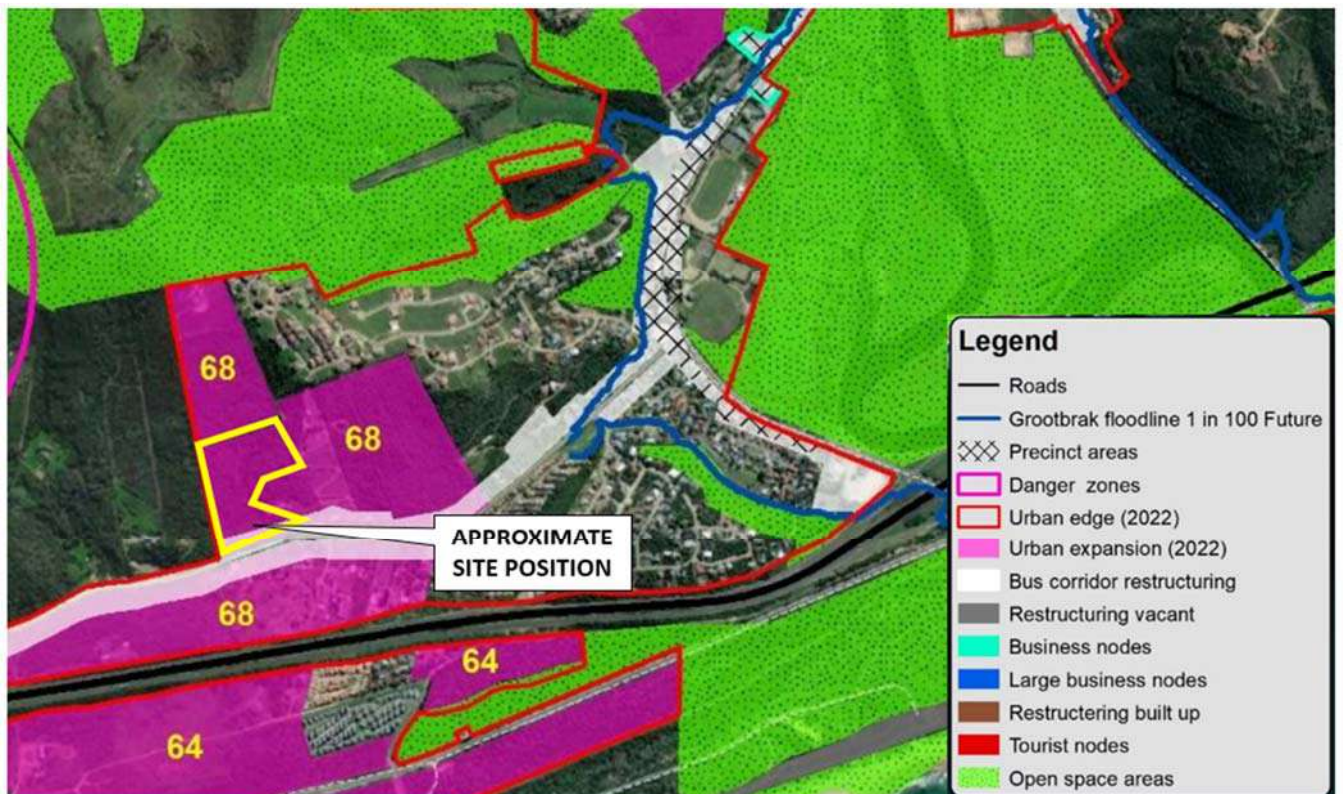 68
68
APPROXIMATE
SITE POSITION
68
64
64
Legend
Roads
Grootbrak floodline 1 in 100 Future
Precinct areas
Danger zones
Urban edge (2022)
Urban expansion (2022)
Bus corridor restructuring
Restructuring vacant
Business nodes
Large business nodes
Restructering built up
Tourist nodes
Open space areas